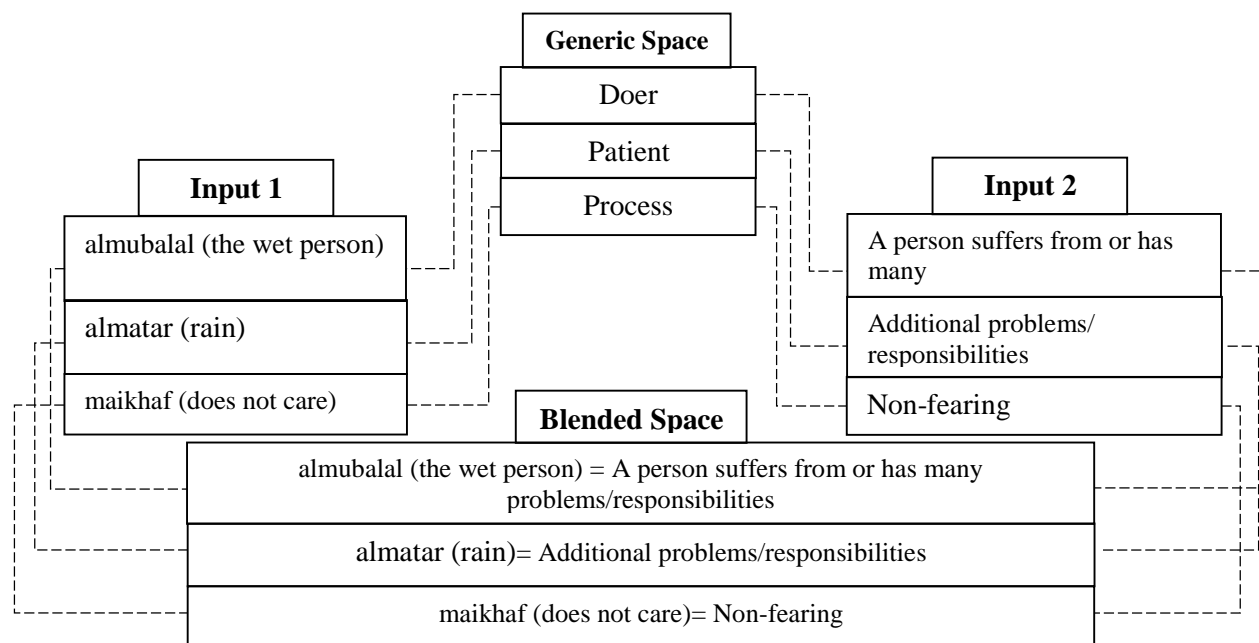 Generic Space
Doer
Patient
Process
Input 1
almubalal (the wet person)
almatar (rain)
maikhaf (does not care)
Input 2
A person suffers from or has
many
Additional problems/
responsibilities
Non-fearing
Blended Space
almubalal (the wet person) = A person suffers from or has many
problems/responsibilities
almatar (rain)= Additional problems/responsibilities
maikhaf (does not care)= Non-fearing